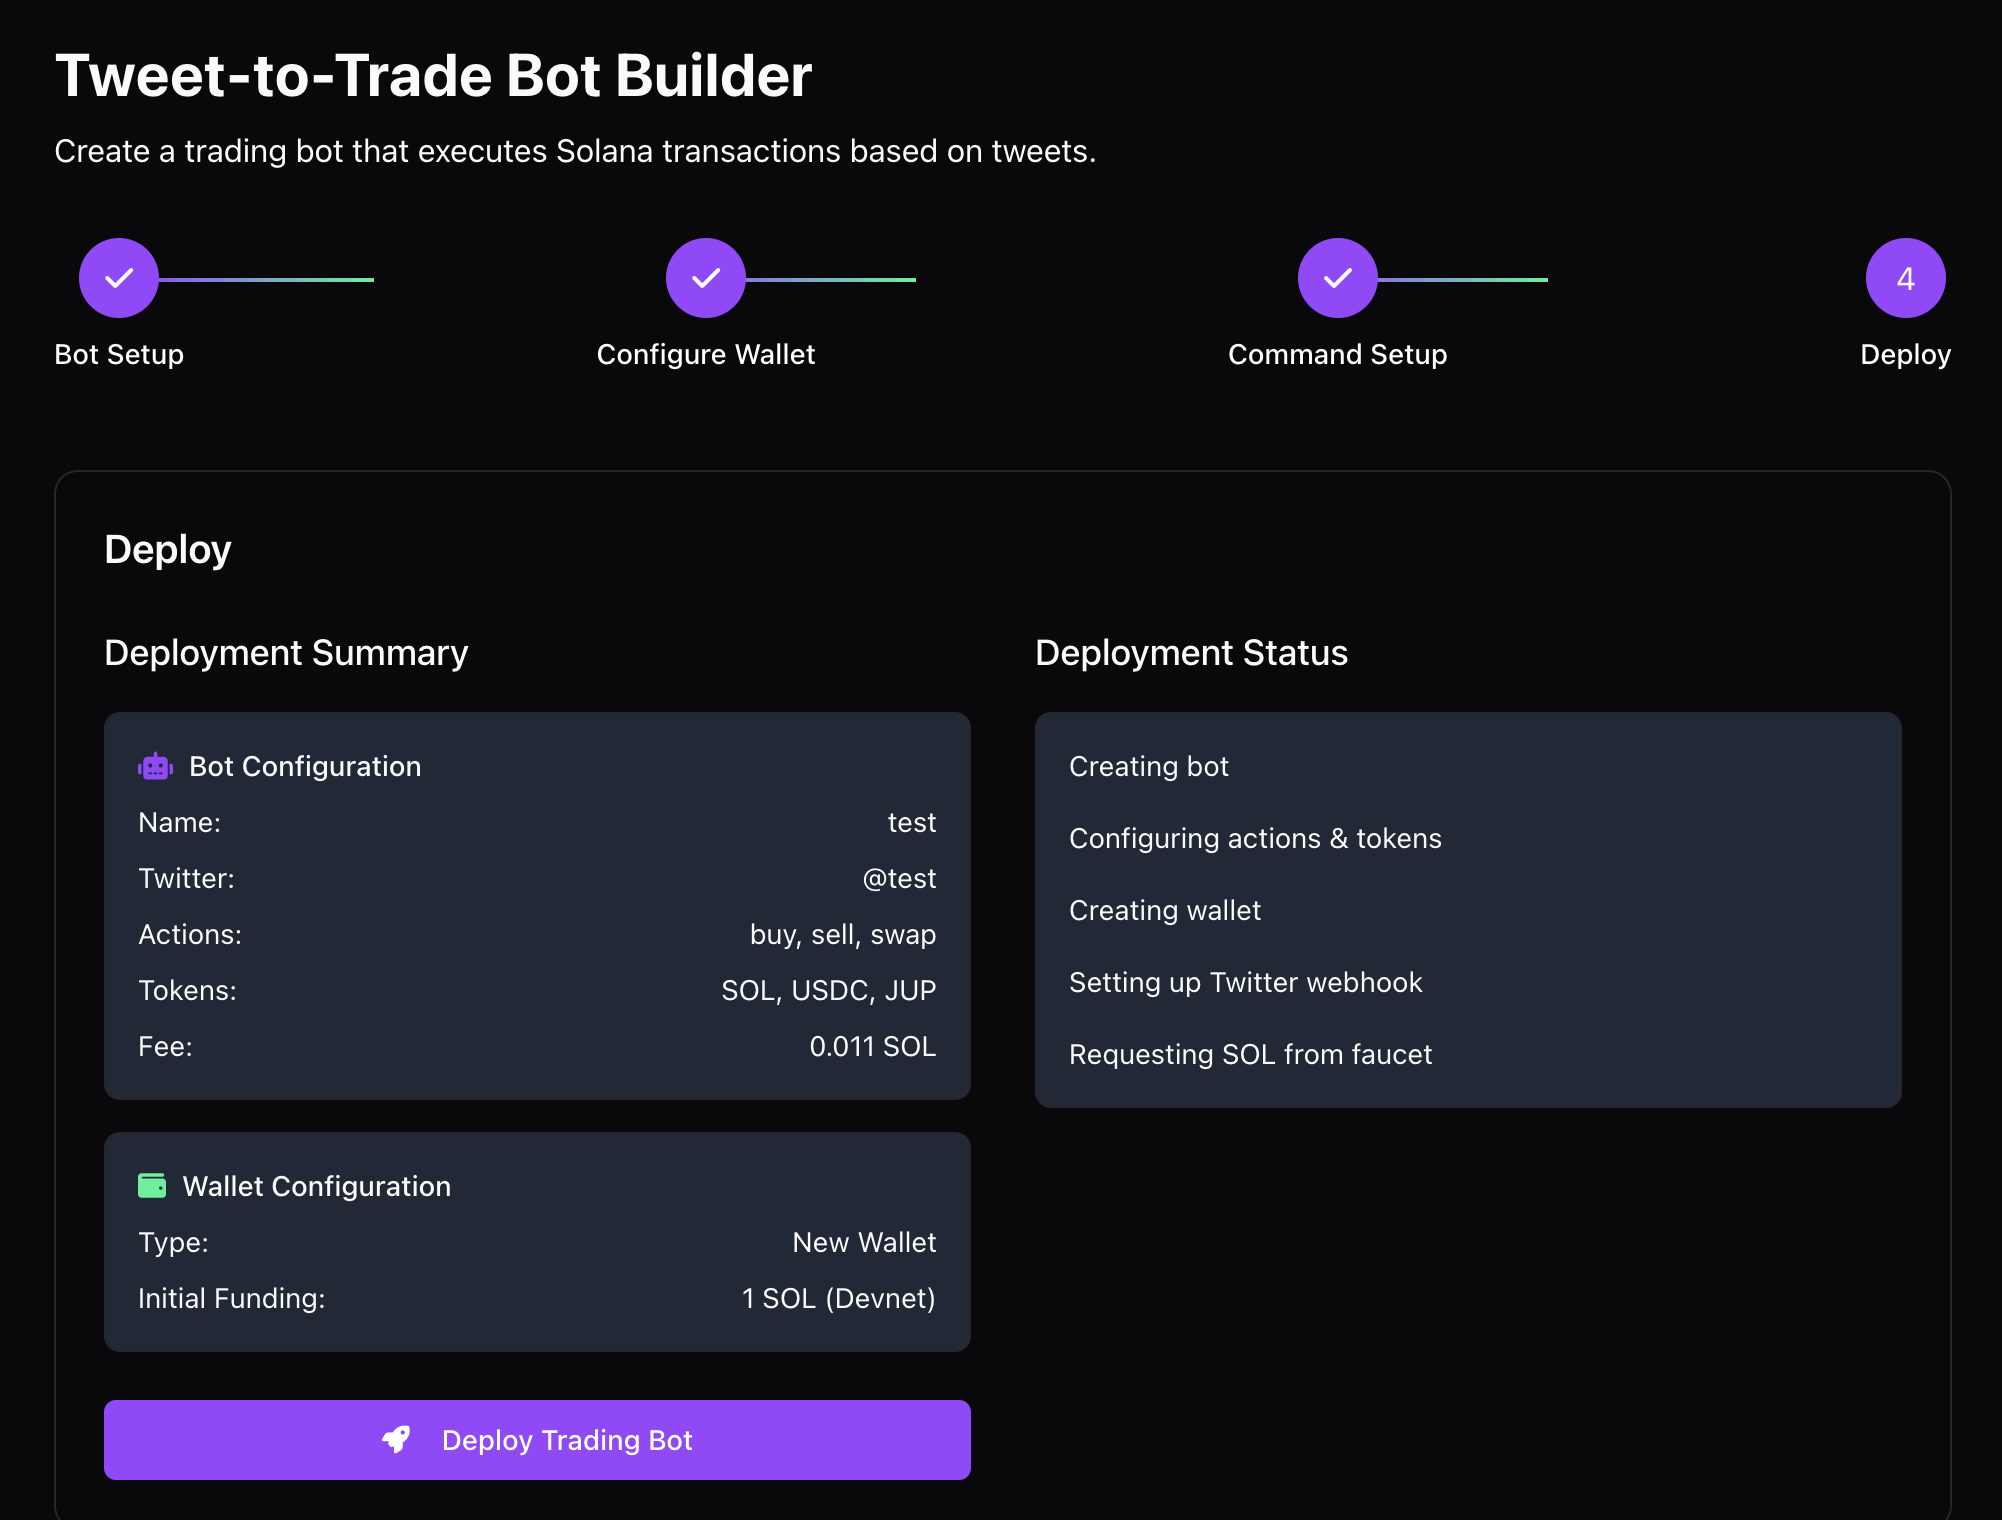 Tweet-to-Trade Bot Builder
Create a trading bot that executes Solana transactions based on tweets.
4
Bot Setup
Configure Wallet
Command Setup
Deploy
Deploy
Deployment Summary
Bot Configuration
Name: test
Twitter: @test
Actions: buy, sell, swap
Tokens: SOL, USDC, JUP
Fee: 0.011 SOL
Wallet Configuration
Type: New Wallet
Initial Funding: 1 SOL (Devnet)
Deploy Trading Bot
Deployment Status
Creating bot
Configuring actions & tokens
Creating wallet
Setting up Twitter webhook
Requesting SOL from faucet